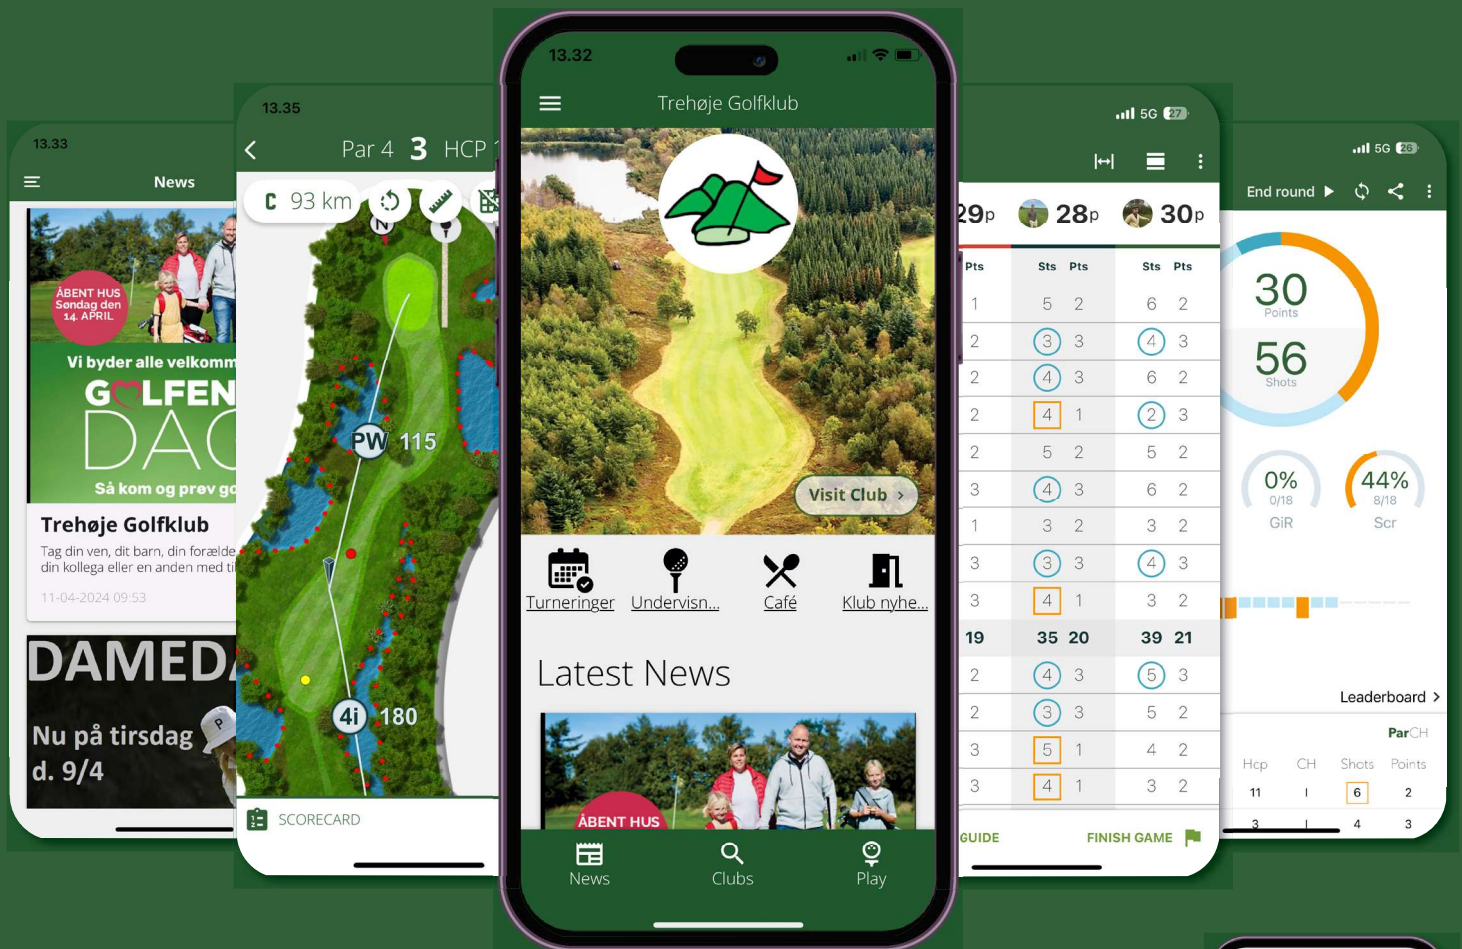 13.33
News
ÅBENT HUS
Søndag den
14. APRIL
Vi byder alle velkomm
GOLFEN
DAG
Så kom og prøv go
Trehøje Golfklub
Tag din ven, dit barn, din forælde
din kollega eller en anden med til
11-04-2024 09:53
DAMEDA
Nu på tirsdag
d. 9/4
P
13.35
Par 4 3 HCP 1
C 93 km
N
PW 115
4i 180
SCORECARD
13.32
Trehøje Golfklub
Visit Club >
Turneringer Undervisn... Café Klub nyhe...
Latest News
ÅBENT HUS
News Clubs Play
5G 27
29p 28p 30p
Pts Sts Pts Sts Pts
1 5 2 6 2
2 3 3 4 3
2 4 3 6 2
2 4 1 2 3
2 5 2 5 2
3 4 3 6 2
1 3 2 3 2
3 3 3 4 3
3 4 1 3 2
19 35 20 39 21
2 4 3 5 3
2 3 3 5 2
3 5 1 4 2
3 4 1 3 2
GUIDE FINISH GAME
5G 26
End round
30
Points
56
Shots
0% 44%
0/18 8/18
GiR Scr
Leaderboard >
ParCH
Hcp CH Shots Points
11 I 6 2
3 I 4 3